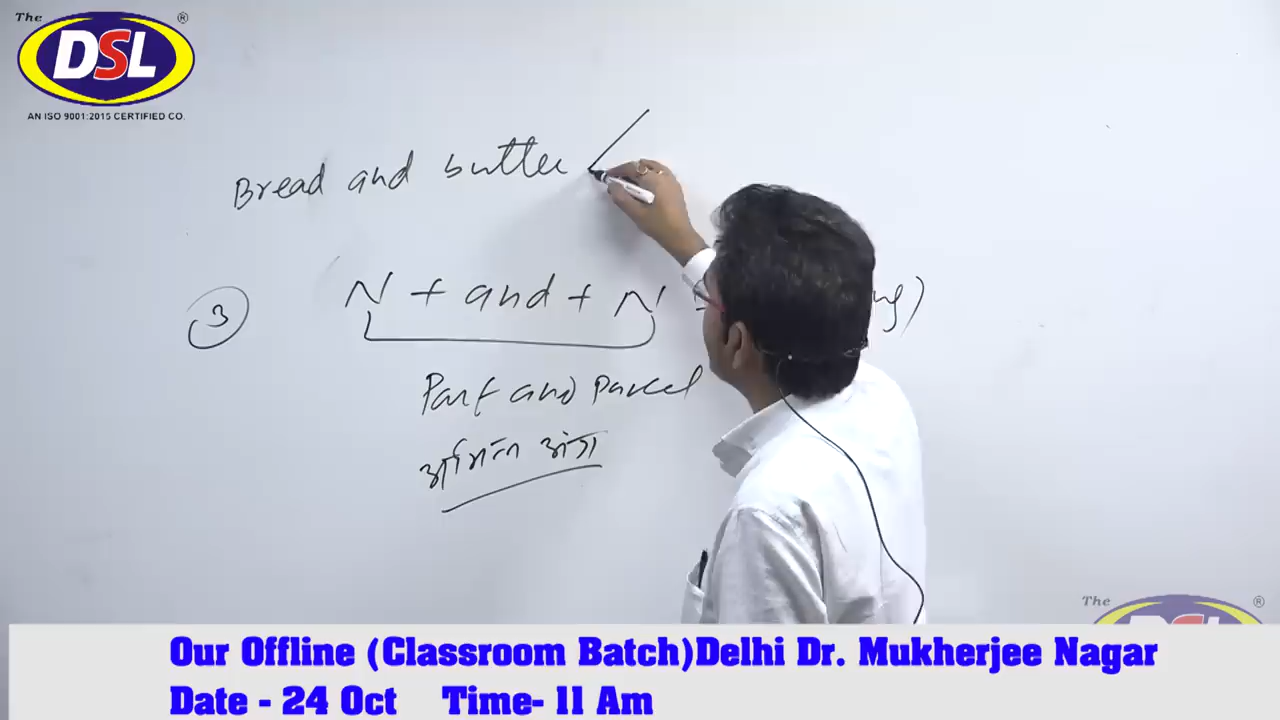 The ®
DSL
AN ISO 9001:2015 CERTIFIED CO.
Bread and butter
3 N + and + N
Part and parcel
अभिन्न अंग
The ®
Our Offline (Classroom Batch)Delhi Dr. Mukherjee Nagar
Date - 24 Oct Time- 11 Am